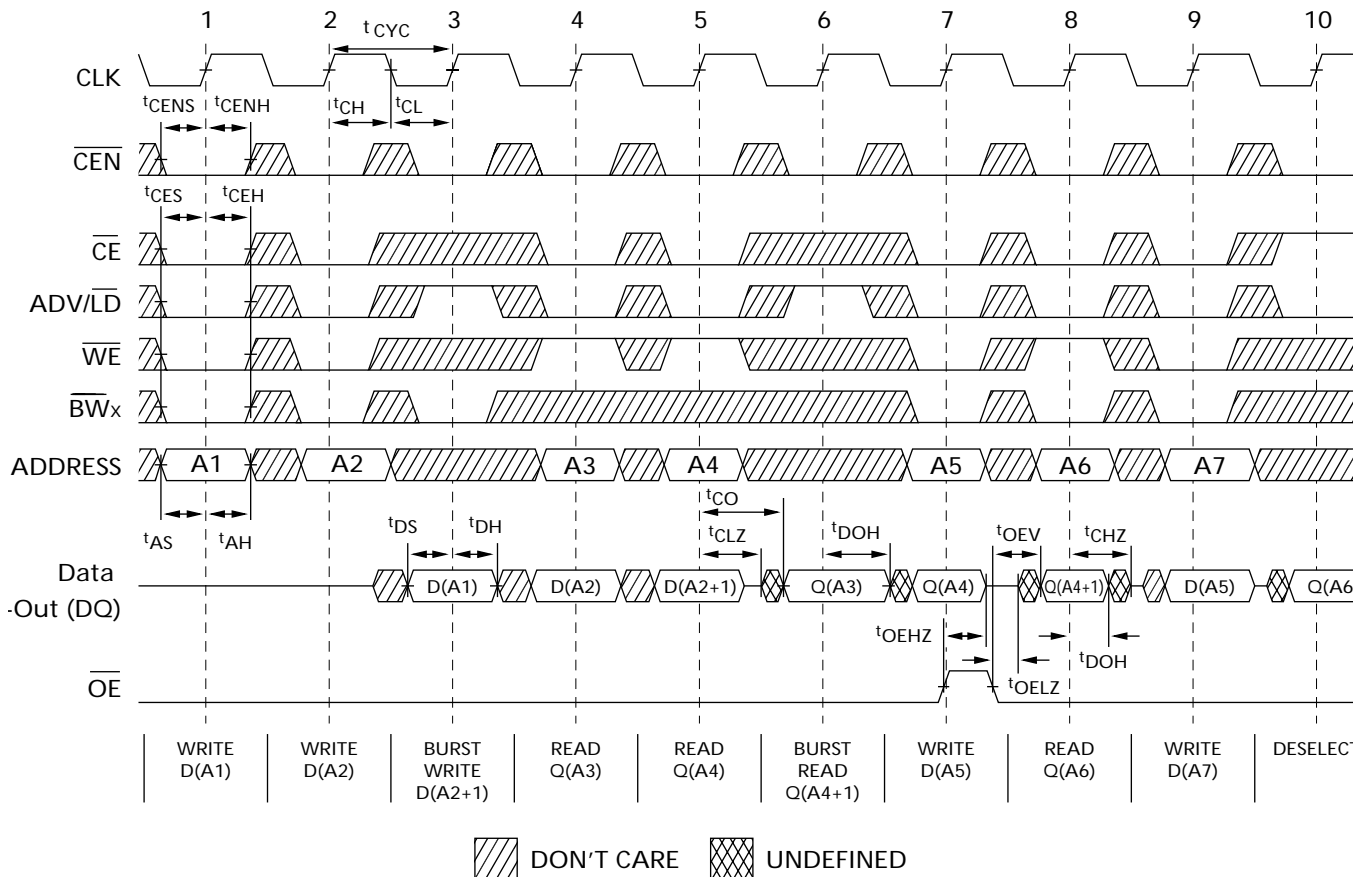 1 2 3 4 5 6 7 8 9 10
tCYC
CLK
tCENS tCENH tCH tCL
CEN
tCES tCEH
CE
ADV/LD
WE
BWx
ADDRESS A1 A2 A3 A4 A5 A6 A7
tCO
tAS tAH tDS tDH tCLZ tDOH tOEV tCHZ
Data
-Out (DQ) D(A1) D(A2) D(A2+1) Q(A3) Q(A4) Q(A4+1) D(A5) Q(A6
tOEHZ tDOH
tOELZ
OE
WRITE
D(A1)
WRITE
D(A2)
BURST
WRITE
D(A2+1)
READ
Q(A3)
READ
Q(A4)
BURST
READ
Q(A4+1)
WRITE
D(A5)
READ
Q(A6)
WRITE
D(A7)
DESELECT
DON'T CARE UNDEFINED